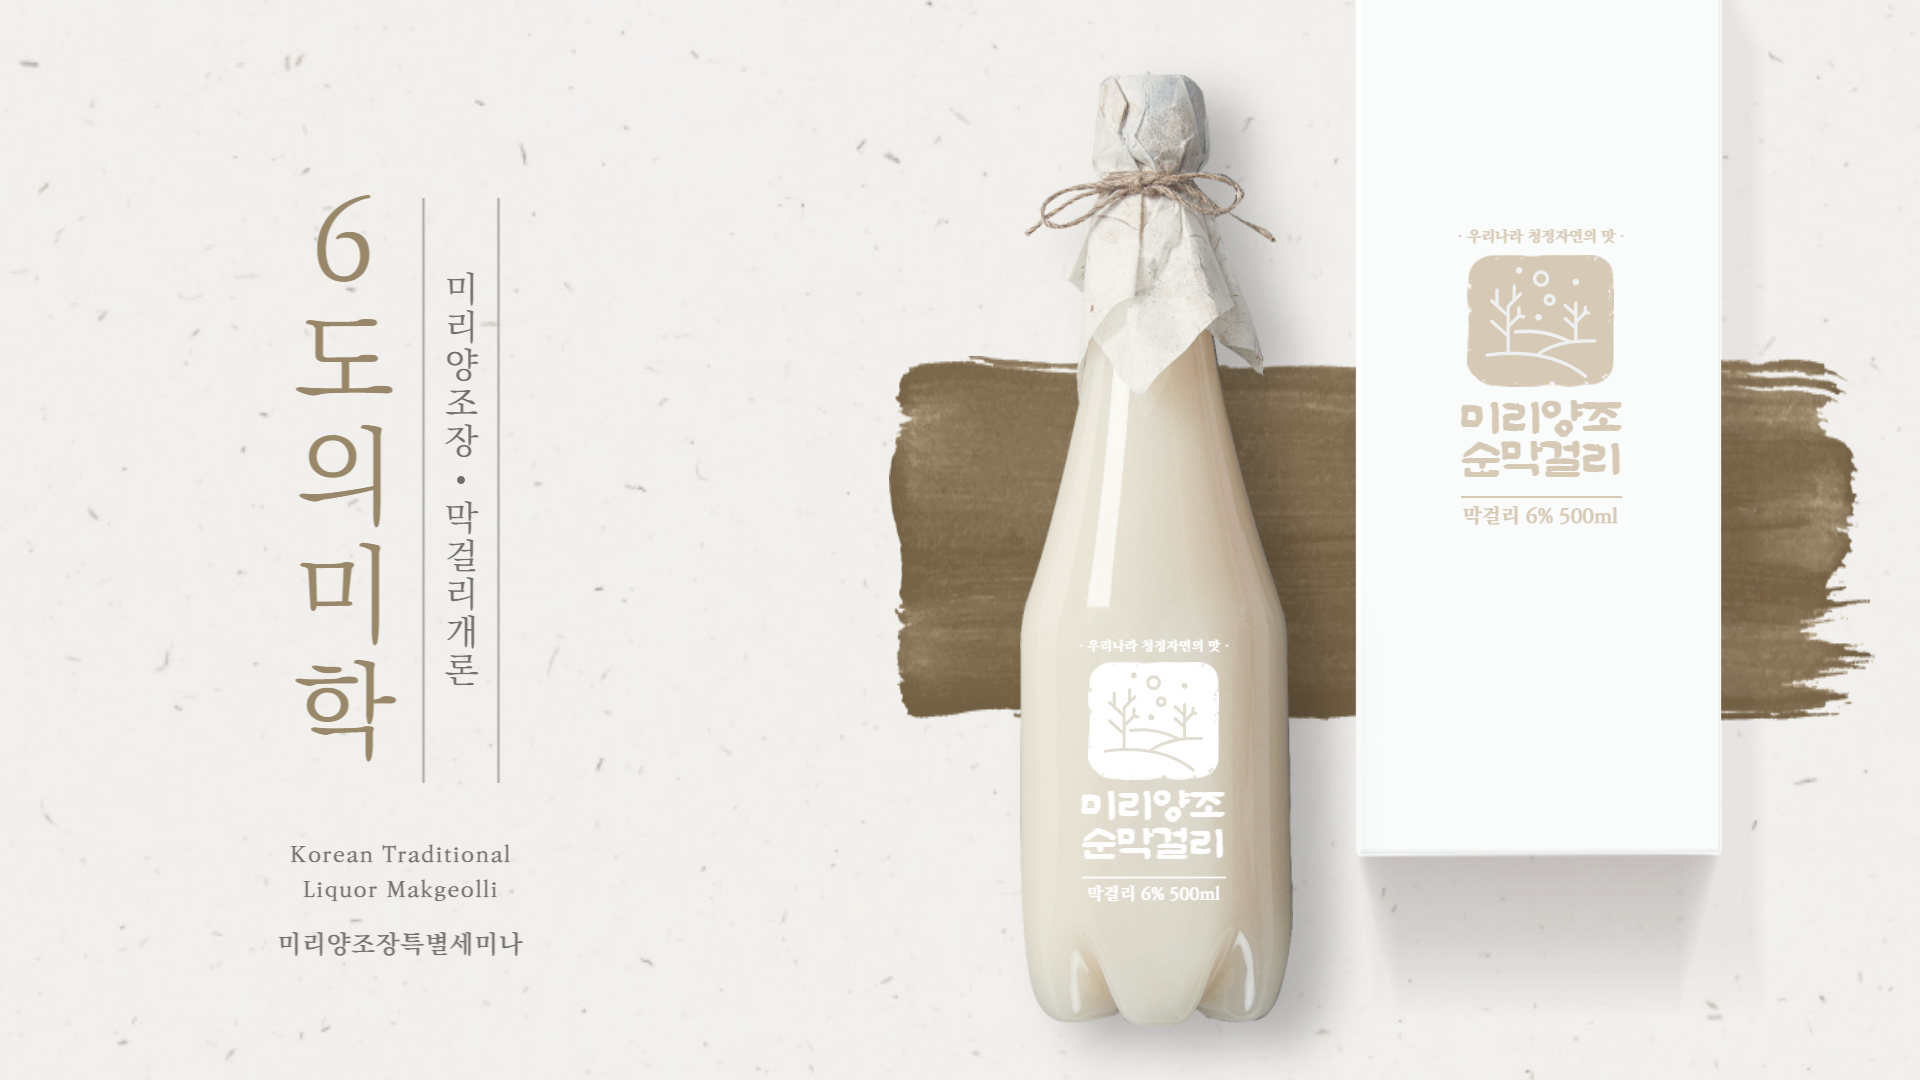 6도의미학
미리양조장·막걸리개론
Korean Traditional
Liquor Makgeolli
미리양조장특별세미나
· 우리나라 청정자연의 맛 ·
미리양조
순막걸리
막걸리 6% 500ml
· 우리나라 청정자연의 맛 ·
미리양조
순막걸리
막걸리 6% 500ml